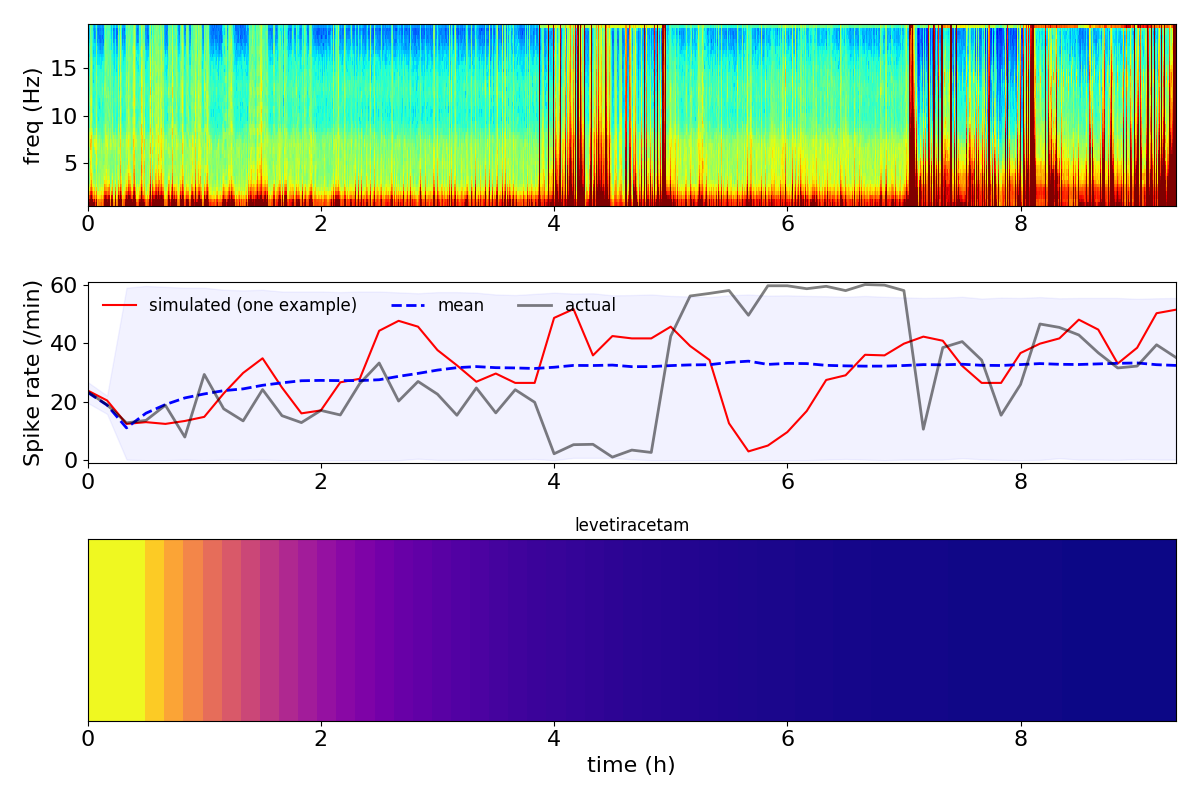 freq (Hz)
15
10
5
0 2 4 6 8
Spike rate (/min)
60
40
20
0
simulated (one example) mean actual
0 2 4 6 8
levetiracetam
0 2 4 6 8
time (h)